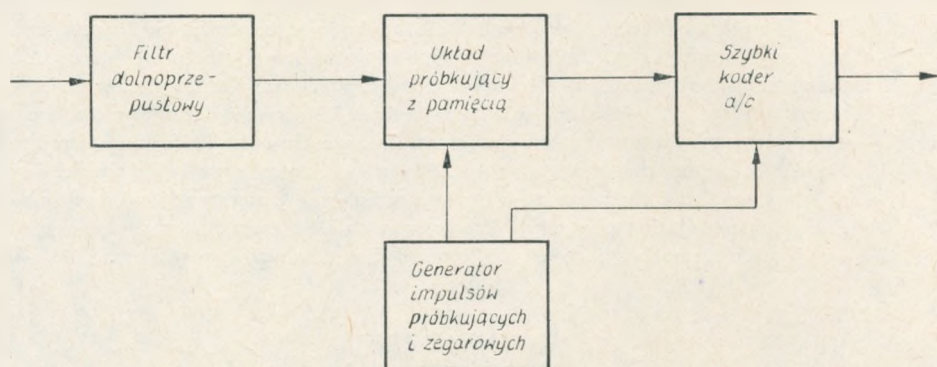 Filtr
dolnoprze-
pustowy
Układ
próbkujący
z pamięcią
Szybki
koder
a/c
Generator
impulsów
próbkujących
i zegarowych